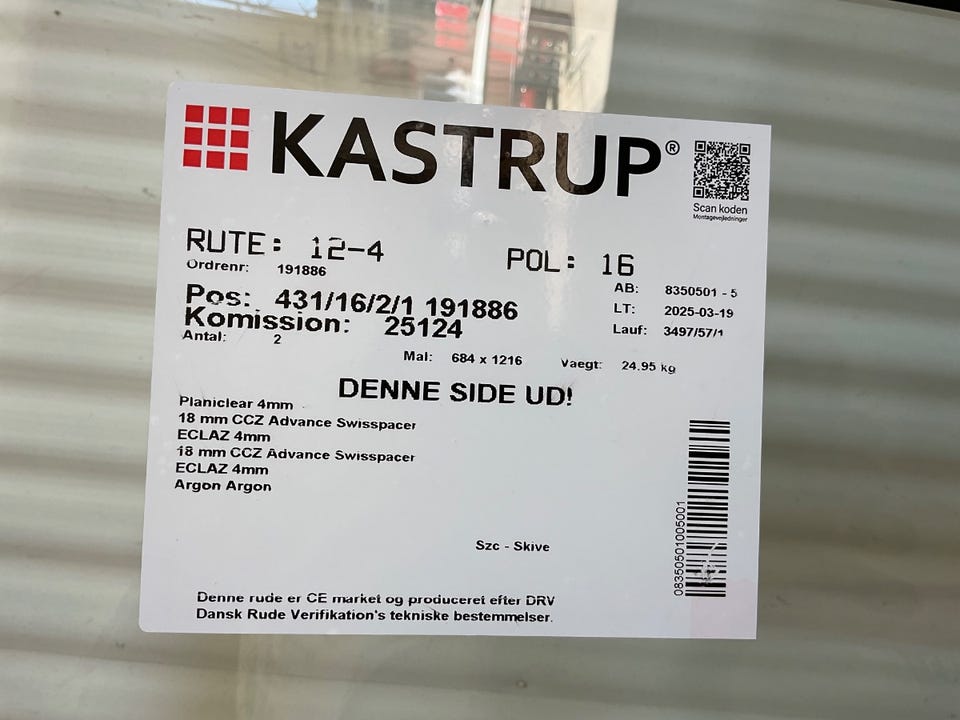 KASTRUP®
Scan koden
Montagevejledninger
RUTE: 12-4
POL: 16
Ordrenr: 191886
AB: 8350501 - 5
Pos: 431/16/2/1 191886
LT: 2025-03-19
Komission: 25124
Lauf: 3497/57/1
Antal: 2
Mal: 684 x 1216
Vaegt: 24.95 kg
DENNE SIDE UD!
Planiclear 4mm
18 mm CCZ Advance Swisspacer
ECLAZ 4mm
18 mm CCZ Advance Swisspacer
ECLAZ 4mm
Argon Argon
08350501005001
Szc - Skive
Denne rude er CE market og produceret efter DRV
Dansk Rude Verifikation's tekniske bestemmelser.